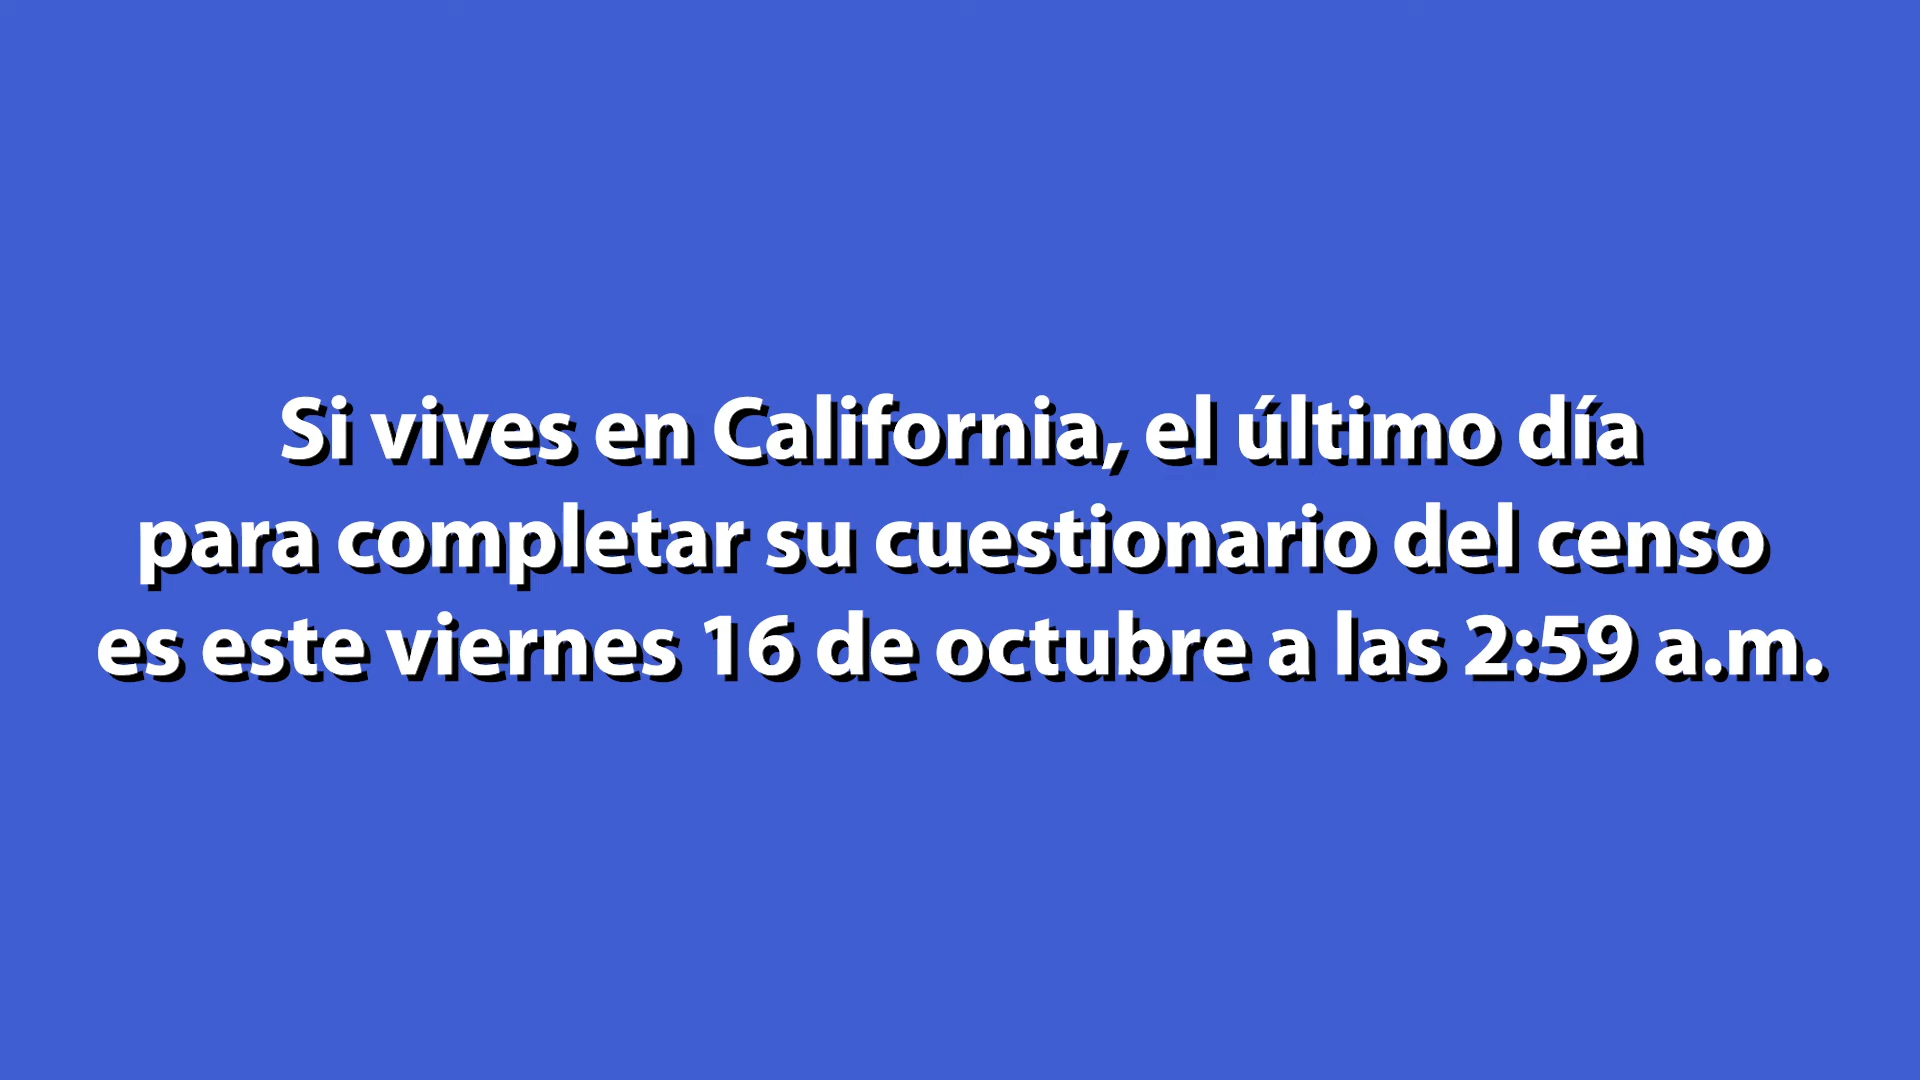 Si vives en California, el último día
para completar su cuestionario del censo
es este viernes 16 de octubre a las 2:59 a.m.